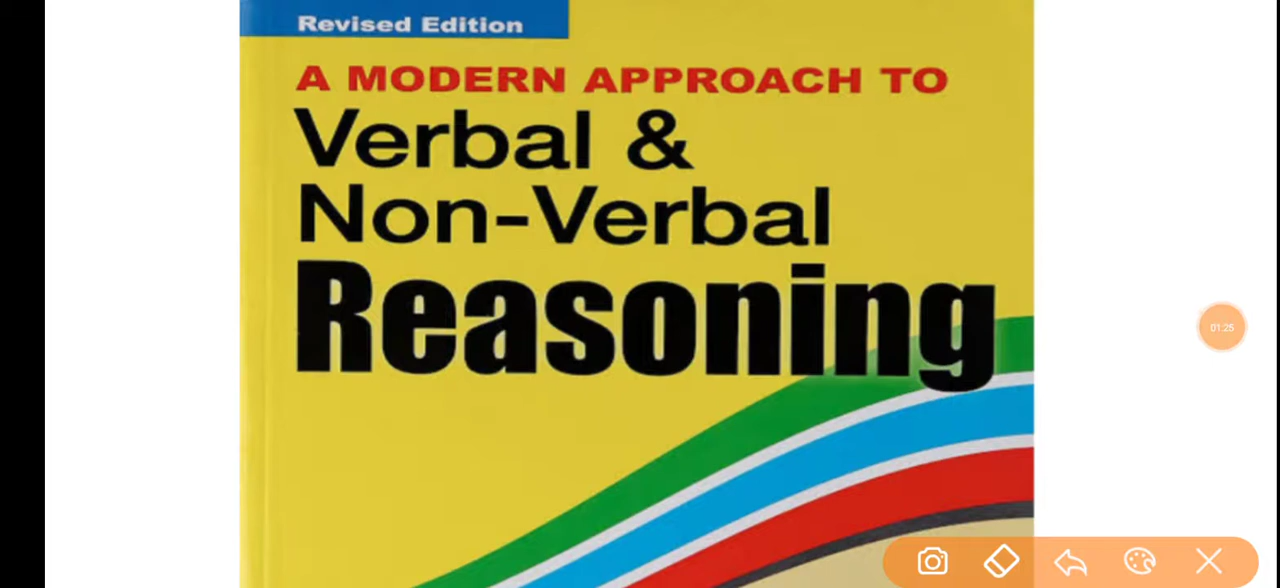 Revised Edition
A MODERN APPROACH TO
Verbal &
Non-Verbal
Reasoning
01:25